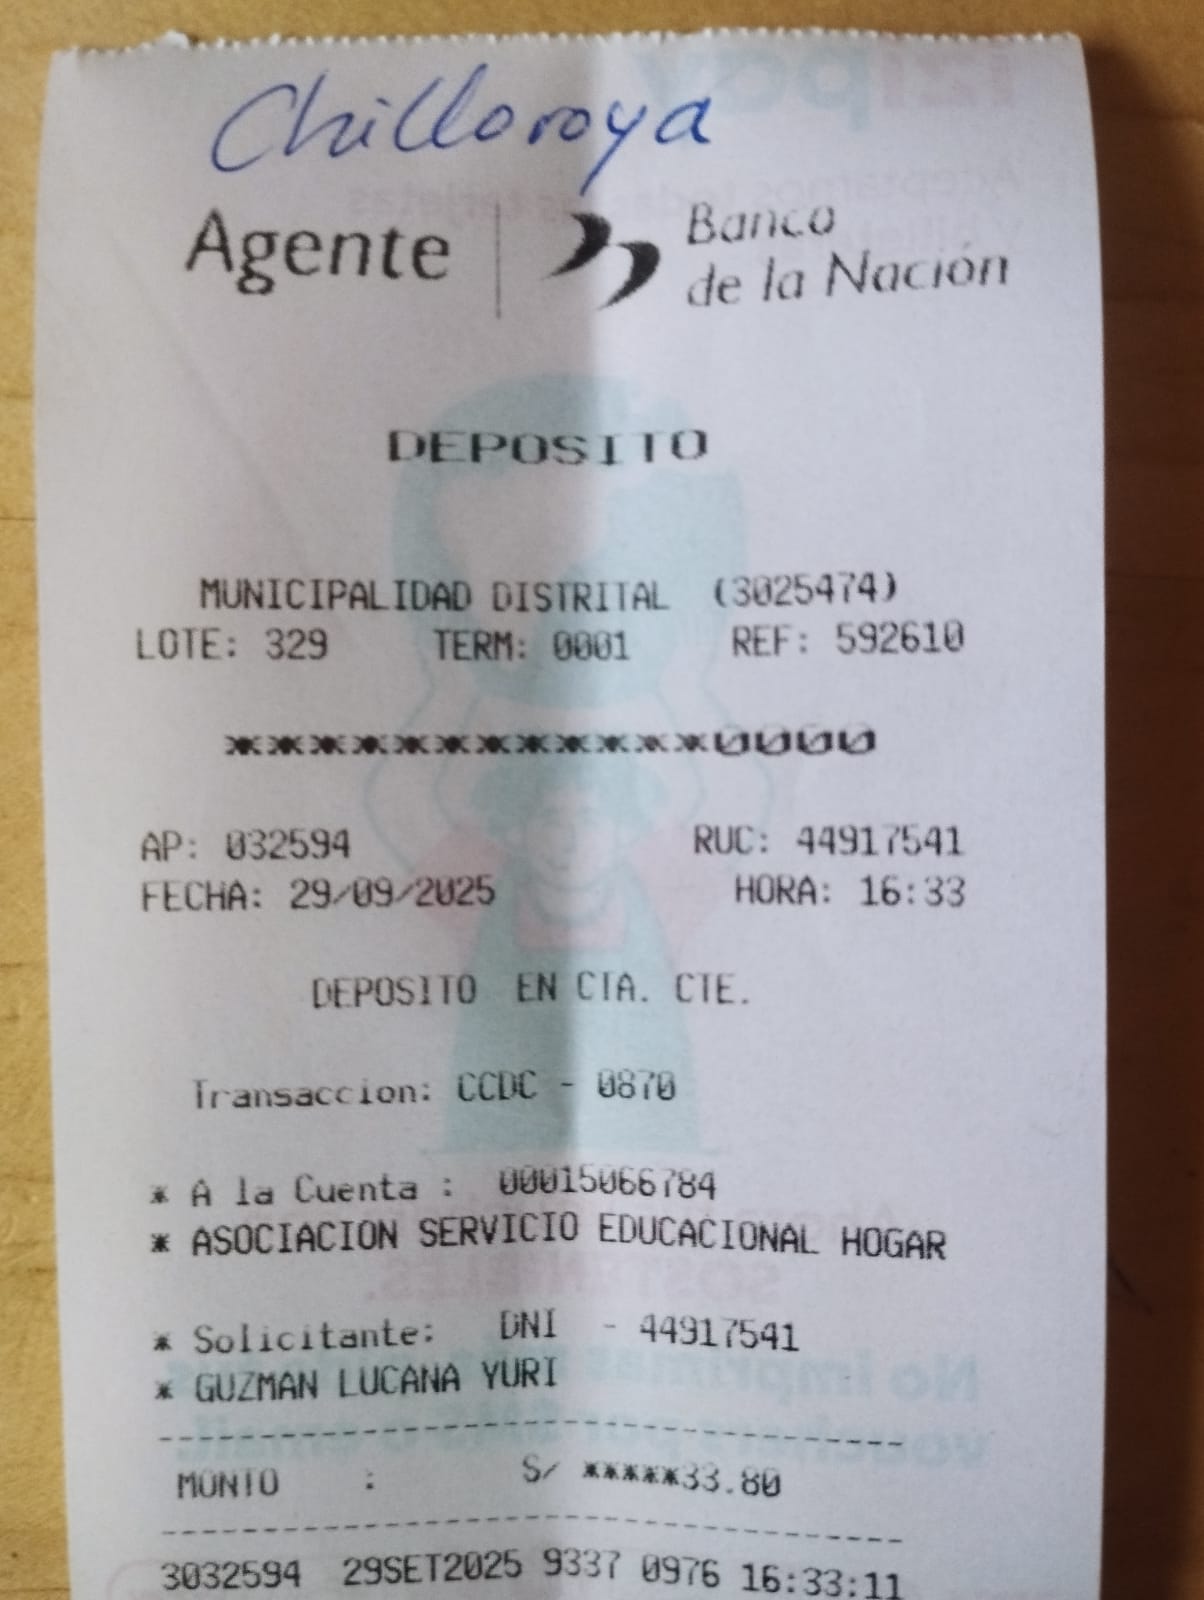 Chilloroya
Agente | Banco de la Nación
DEPOSITO
MUNICIPALIDAD DISTRITAL (3025474)
LOTE: 329 TERM: 0001 REF: 592610
************0000
AP: 032594 RUC: 44917541
FECHA: 29/09/2025 HORA: 16:33
DEPOSITO EN CTA. CTE.
Transaccion: CCDC - 0870
* A la Cuenta : 00015066784
* ASOCIACION SERVICIO EDUCACIONAL HOGAR
* Solicitante: DNI - 44917541
* GUZMAN LUCANA YURI
MONTO : S/ *****33.80
3032594 29SET2025 9337 0976 16:33:11